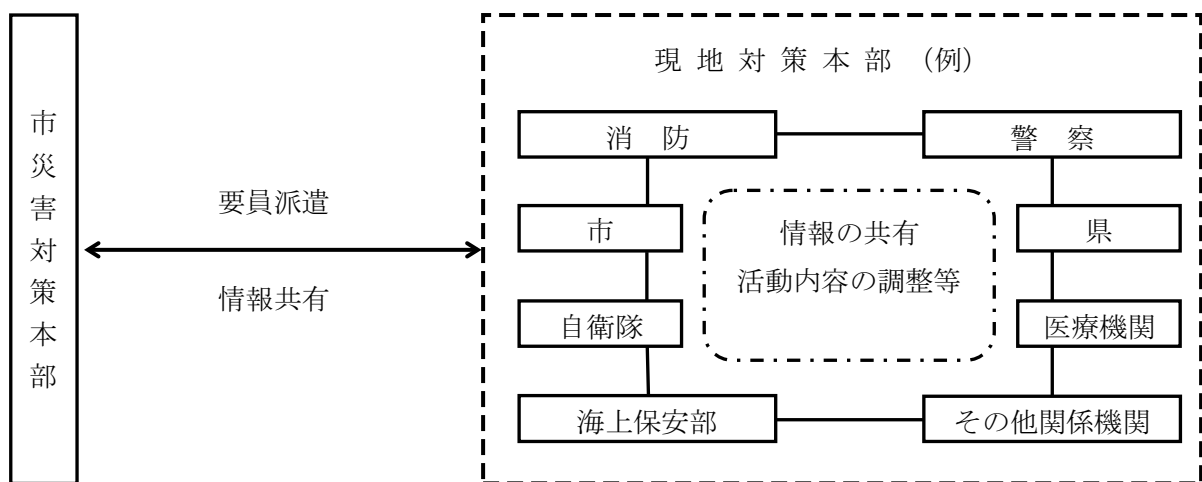 市災害対策本部
要員派遣
情報共有
現地対策本部 (例)
消 防
警 察
市
県
情報の共有
活動内容の調整等
自衛隊
医療機関
海上保安部
その他関係機関